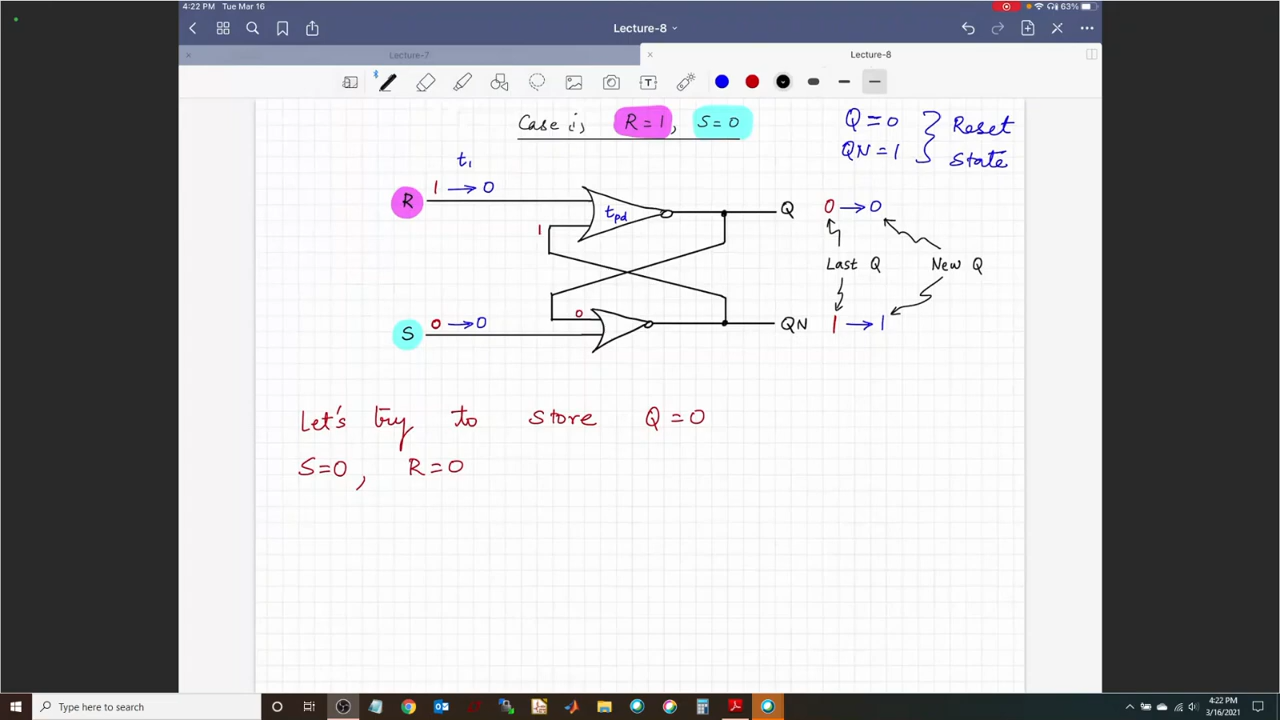 4:22 PM Tue Mar 16
63%
Lecture-8
Lecture-7
Lecture-8
T
Case i, R = 1, S = 0
Q = 0
QN = 1
Reset
State
t₁
R 1 → 0
tpd
Q 0 → 0
1
Last Q New Q
S 0 → 0
0
QN 1 → 1
Let's try to store Q = 0
S = 0, R = 0
Type here to search
4:22 PM
3/16/2021